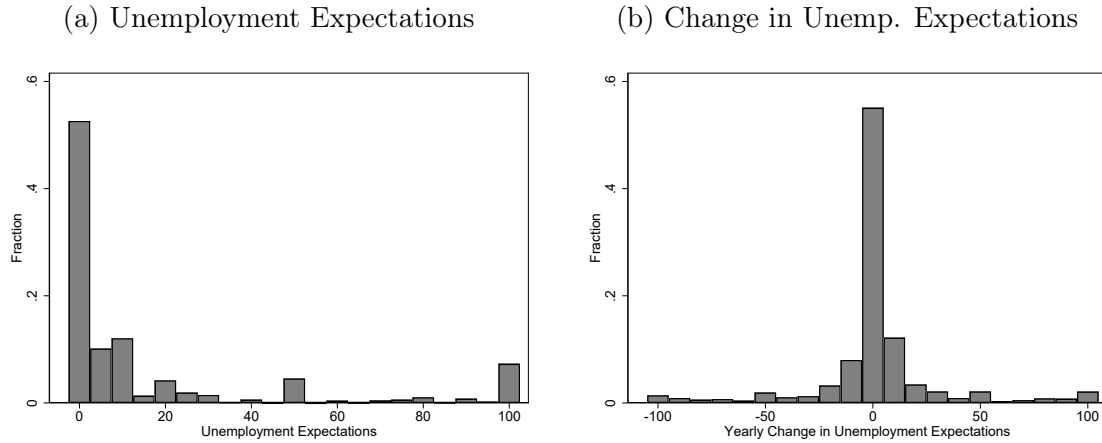 (a) Unemployment Expectations
(b) Change in Unemp. Expectations
.6
.4
.2
0
Fraction
0 20 40 60 80 100
Unemployment Expectations
.6
.4
.2
0
Fraction
-100 -50 0 50 100
Yearly Change in Unemployment Expectations